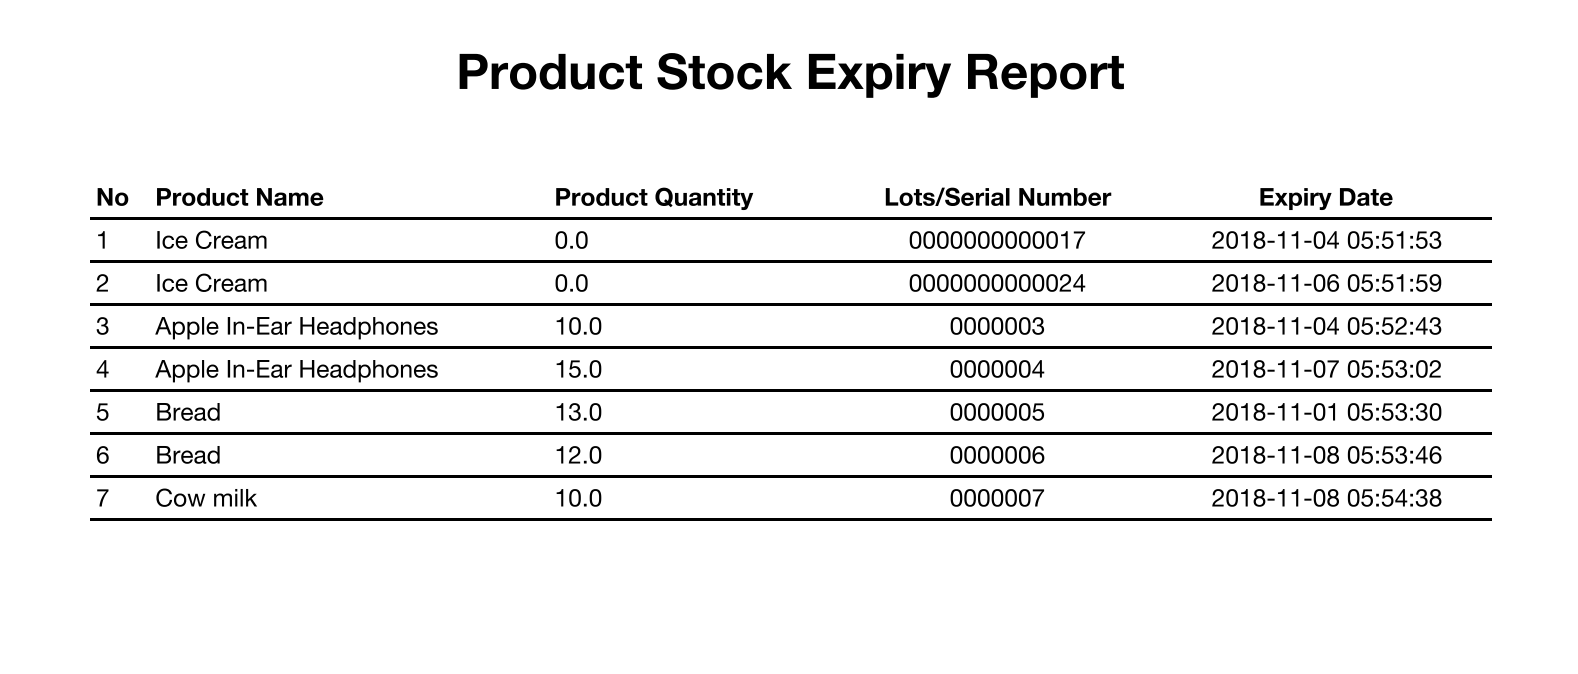 Product Stock Expiry Report
No Product Name Product Quantity Lots/Serial Number Expiry Date
1 Ice Cream 0.0 0000000000017 2018-11-04 05:51:53
2 Ice Cream 0.0 0000000000024 2018-11-06 05:51:59
3 Apple In-Ear Headphones 10.0 0000003 2018-11-04 05:52:43
4 Apple In-Ear Headphones 15.0 0000004 2018-11-07 05:53:02
5 Bread 13.0 0000005 2018-11-01 05:53:30
6 Bread 12.0 0000006 2018-11-08 05:53:46
7 Cow milk 10.0 0000007 2018-11-08 05:54:38